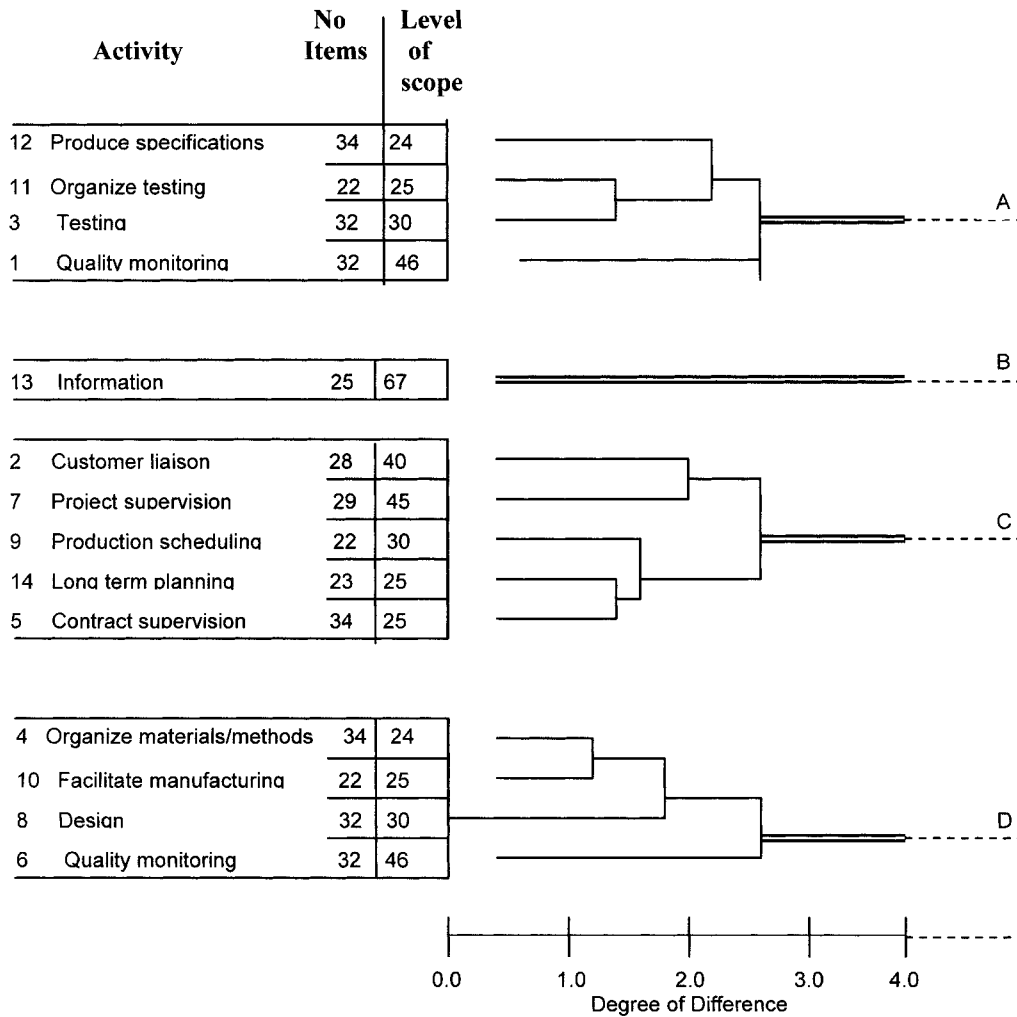 No Level
Activity Items of
scope
12 Produce specifications 34 24
11 Organize testing 22 25
3 Testing 32 30 A
1 Quality monitoring 32 46
13 Information 25 67 B
2 Customer liaison 28 40
7 Project supervision 29 45
9 Production scheduling 22 30 C
14 Long term planning 23 25
5 Contract supervision 34 25
4 Organize materials/methods 34 24
10 Facilitate manufacturing 22 25
8 Design 32 30 D
6 Quality monitoring 32 46
0.0 1.0 2.0 3.0 4.0
Degree of Difference